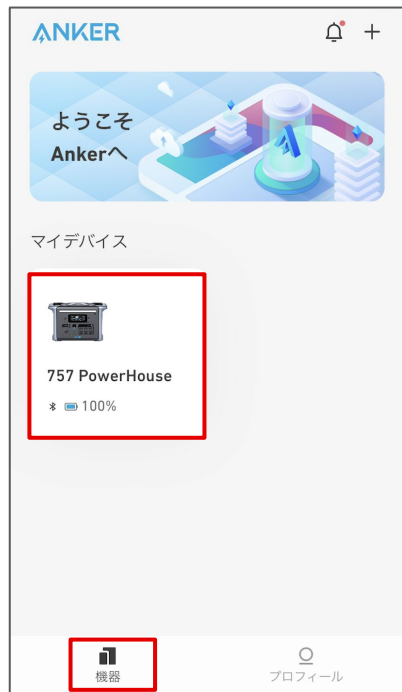 ANKER
ようこそ
Ankerへ
マイデバイス
757 PowerHouse
100%
機器
プロフィール